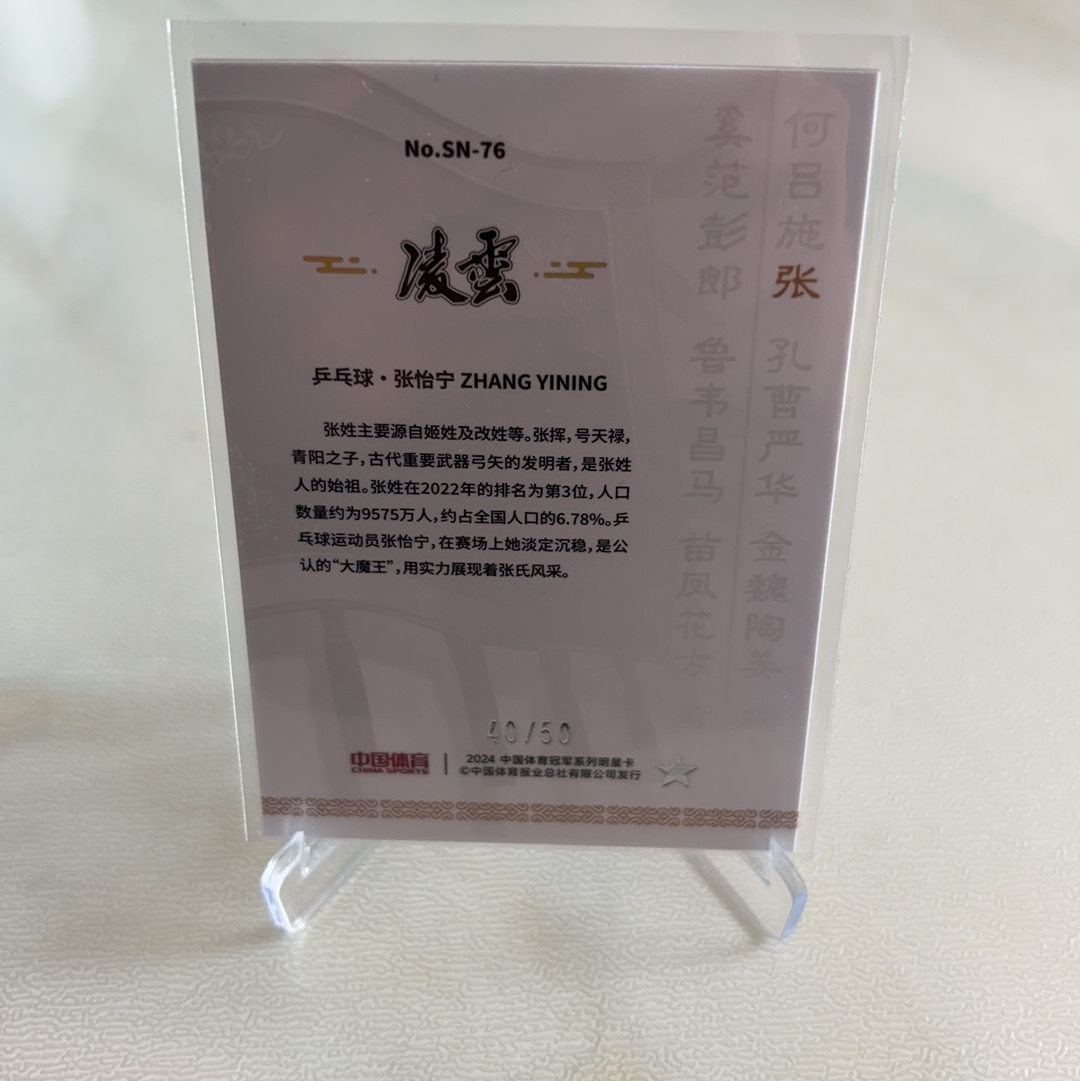 No.SN-76
凌雲
乒乓球·张怡宁 ZHANG YINING
张姓主要源自姬姓及改姓等。张挥，号天禄，
青阳之子，古代重要武器弓矢的发明者，是张姓
人的始祖。张姓在2022年的排名为第3位，人口
数量约为9575万人，约占全国人口的6.78%。乒
乓球运动员张怡宁，在赛场上她淡定沉稳，是公
认的“大魔王”，用实力展现着张氏风采。
何吕施张
孔曹严华
金魏陶姜
奚范彭郎
鲁韦昌马
苗凤花方
40/50
中国体育
CHINA SPORTS
2024 中国体育冠军系列明星卡
©中国体育报业总社有限公司发行